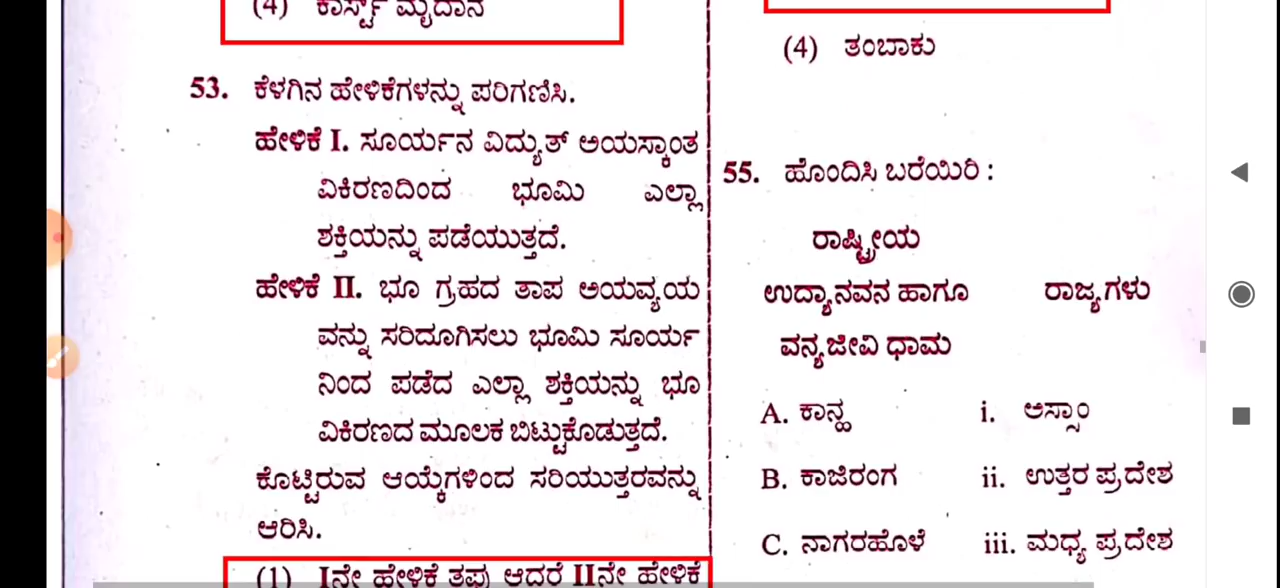 (4) ಕಾರ್ಸ್ಟ್ ಮೈದಾನ
53. ಕೆಳಗಿನ ಹೇಳಿಕೆಗಳನ್ನು ಪರಿಗಣಿಸಿ.
ಹೇಳಿಕೆ I. ಸೂರ್ಯನ ವಿದ್ಯುತ್ ಅಯಸ್ಕಾಂತ
ವಿಕಿರಣದಿಂದ ಭೂಮಿ ಎಲ್ಲಾ
ಶಕ್ತಿಯನ್ನು ಪಡೆಯುತ್ತದೆ.
ಹೇಳಿಕೆ II. ಭೂ ಗ್ರಹದ ತಾಪ ಆಯವ್ಯಯ
ವನ್ನು ಸರಿದೂಗಿಸಲು ಭೂಮಿ ಸೂರ್ಯ
ನಿಂದ ಪಡೆದ ಎಲ್ಲಾ ಶಕ್ತಿಯನ್ನು ಭೂ
ವಿಕಿರಣದ ಮೂಲಕ ಬಿಟ್ಟುಕೊಡುತ್ತದೆ.
ಕೊಟ್ಟಿರುವ ಆಯ್ಕೆಗಳಿಂದ ಸರಿಯುತ್ತರವನ್ನು
ಆರಿಸಿ.
(1) Iನೇ ಹೇಳಿಕೆ ತಪ್ಪು ಆದರೆ IIನೇ ಹೇಳಿಕೆ
(4) ತಂಬಾಕು
55. ಹೊಂದಿಸಿ ಬರೆಯಿರಿ :
ರಾಷ್ಟ್ರೀಯ
ಉದ್ಯಾನವನ ಹಾಗೂ ರಾಜ್ಯಗಳು
ವನ್ಯಜೀವಿ ಧಾಮ
A. ಕಾನ್ಹ i. ಅಸ್ಸಾಂ
B. ಕಾಜಿರಂಗ ii. ಉತ್ತರ ಪ್ರದೇಶ
C. ನಾಗರಹೊಳೆ iii. ಮಧ್ಯ ಪ್ರದೇಶ